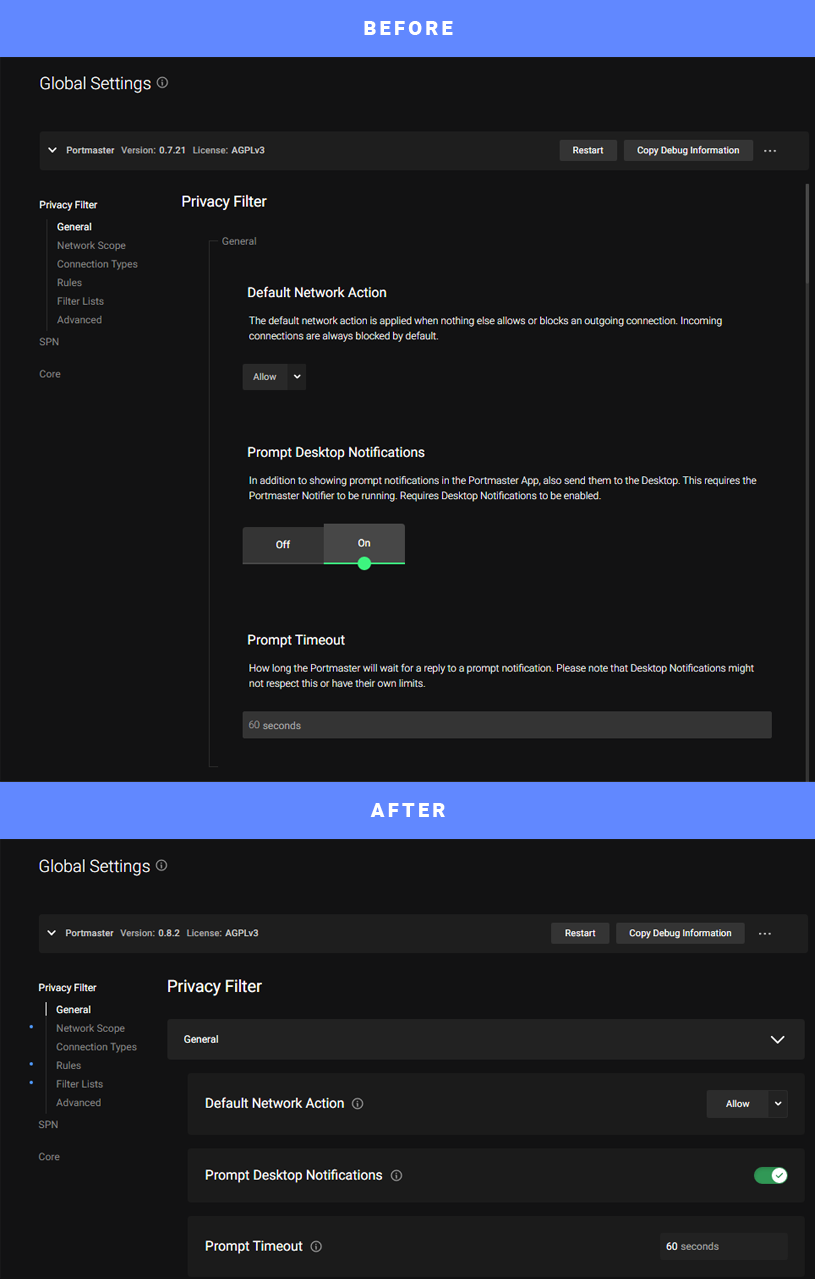 BEFORE
Global Settings
Portmaster Version: 0.7.21 License: AGPLv3 Restart Copy Debug Information ...
Privacy Filter
General
Network Scope
Connection Types
Rules
Filter Lists
Advanced
SPN
Core
Privacy Filter
General
Default Network Action
The default network action is applied when nothing else allows or blocks an outgoing connection. Incoming
connections are always blocked by default.
Allow
Prompt Desktop Notifications
In addition to showing prompt notifications in the Portmaster App, also send them to the Desktop. This requires the
Portmaster Notifier to be running. Requires Desktop Notifications to be enabled.
Off On
Prompt Timeout
How long the Portmaster will wait for a reply to a prompt notification. Please note that Desktop Notifications might
not respect this or have their own limits.
60 seconds
AFTER
Global Settings
Portmaster Version: 0.8.2 License: AGPLv3 Restart Copy Debug Information ...
Privacy Filter
General
Network Scope
Connection Types
Rules
Filter Lists
Advanced
SPN
Core
Privacy Filter
General
Default Network Action Allow
Prompt Desktop Notifications
Prompt Timeout 60 seconds